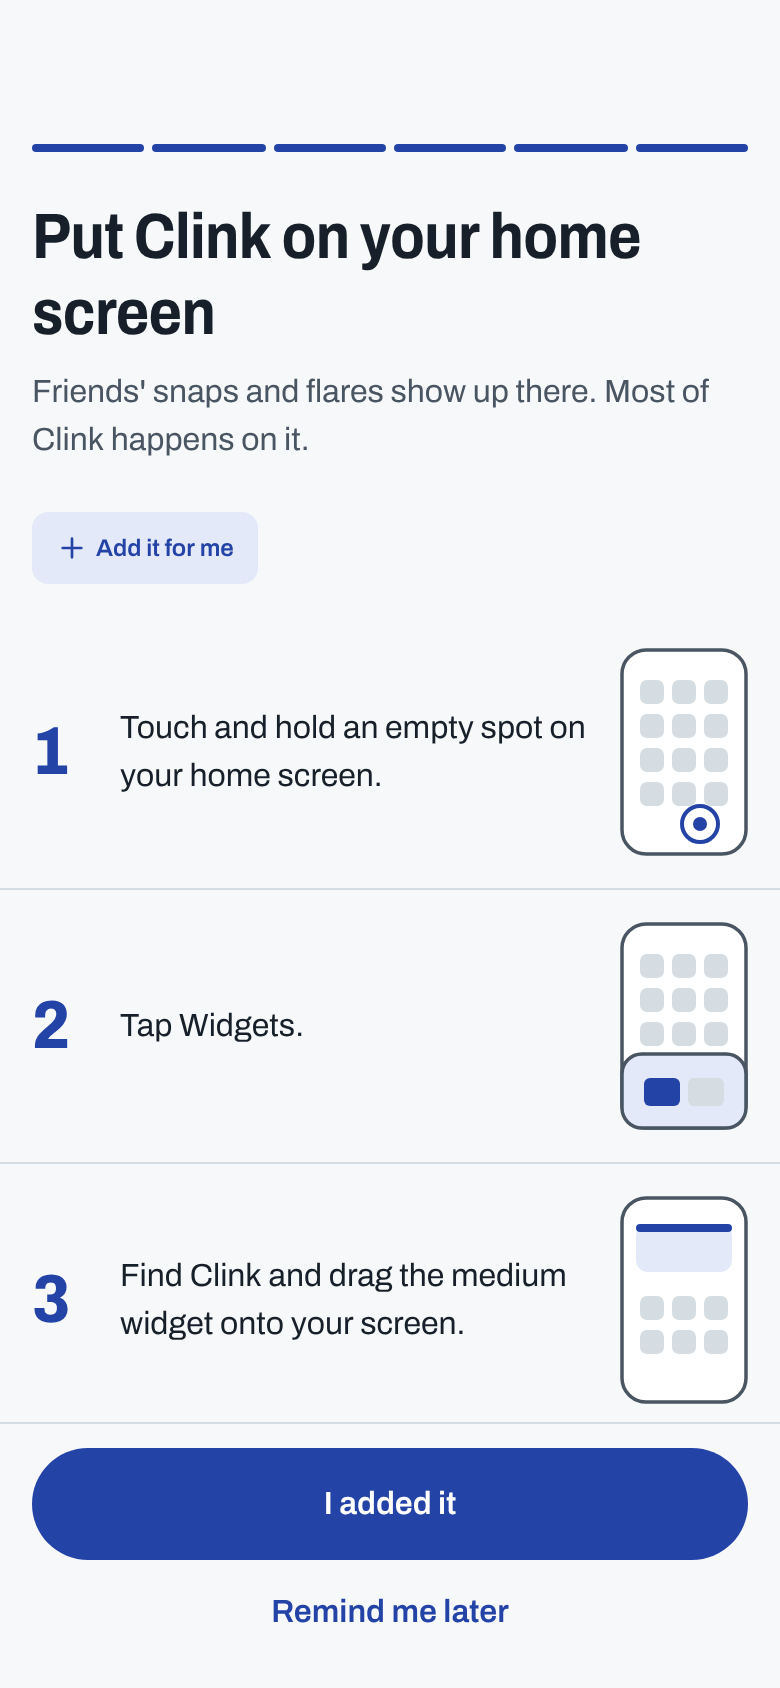 Put Clink on your home
screen
Friends' snaps and flares show up there. Most of
Clink happens on it.
Add it for me
1
Touch and hold an empty spot on
your home screen.
2
Tap Widgets.
3
Find Clink and drag the medium
widget onto your screen.
I added it
Remind me later